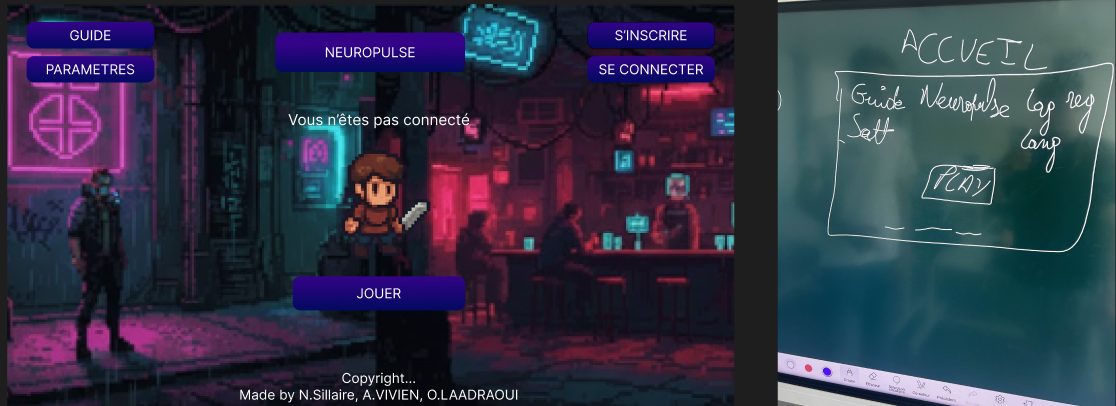 GUIDE
NEUROPULSE
S'INSCRIRE
PARAMETRES
SE CONNECTER
Vous n'êtes pas connecté
JOUER
Copyright...
Made by N.Sillaire, A.VIVIEN, O.LAADRAOUI
ACCUEIL
Guide Neuropulse Log reg
Sett Lang
PLAY